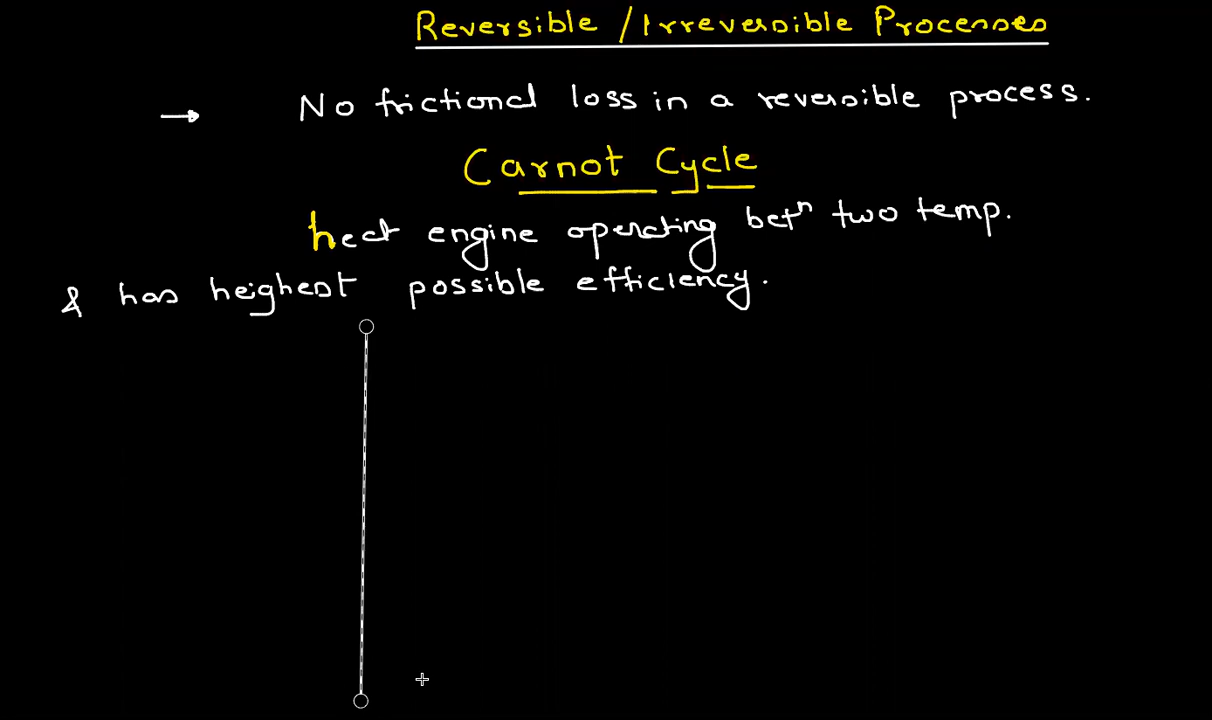 Reversible / Irreversible Processes
→ No frictional loss in a reversible process.
Carnot Cycle
heat engine operating betⁿ two temp.
& has heighest possible efficiency.